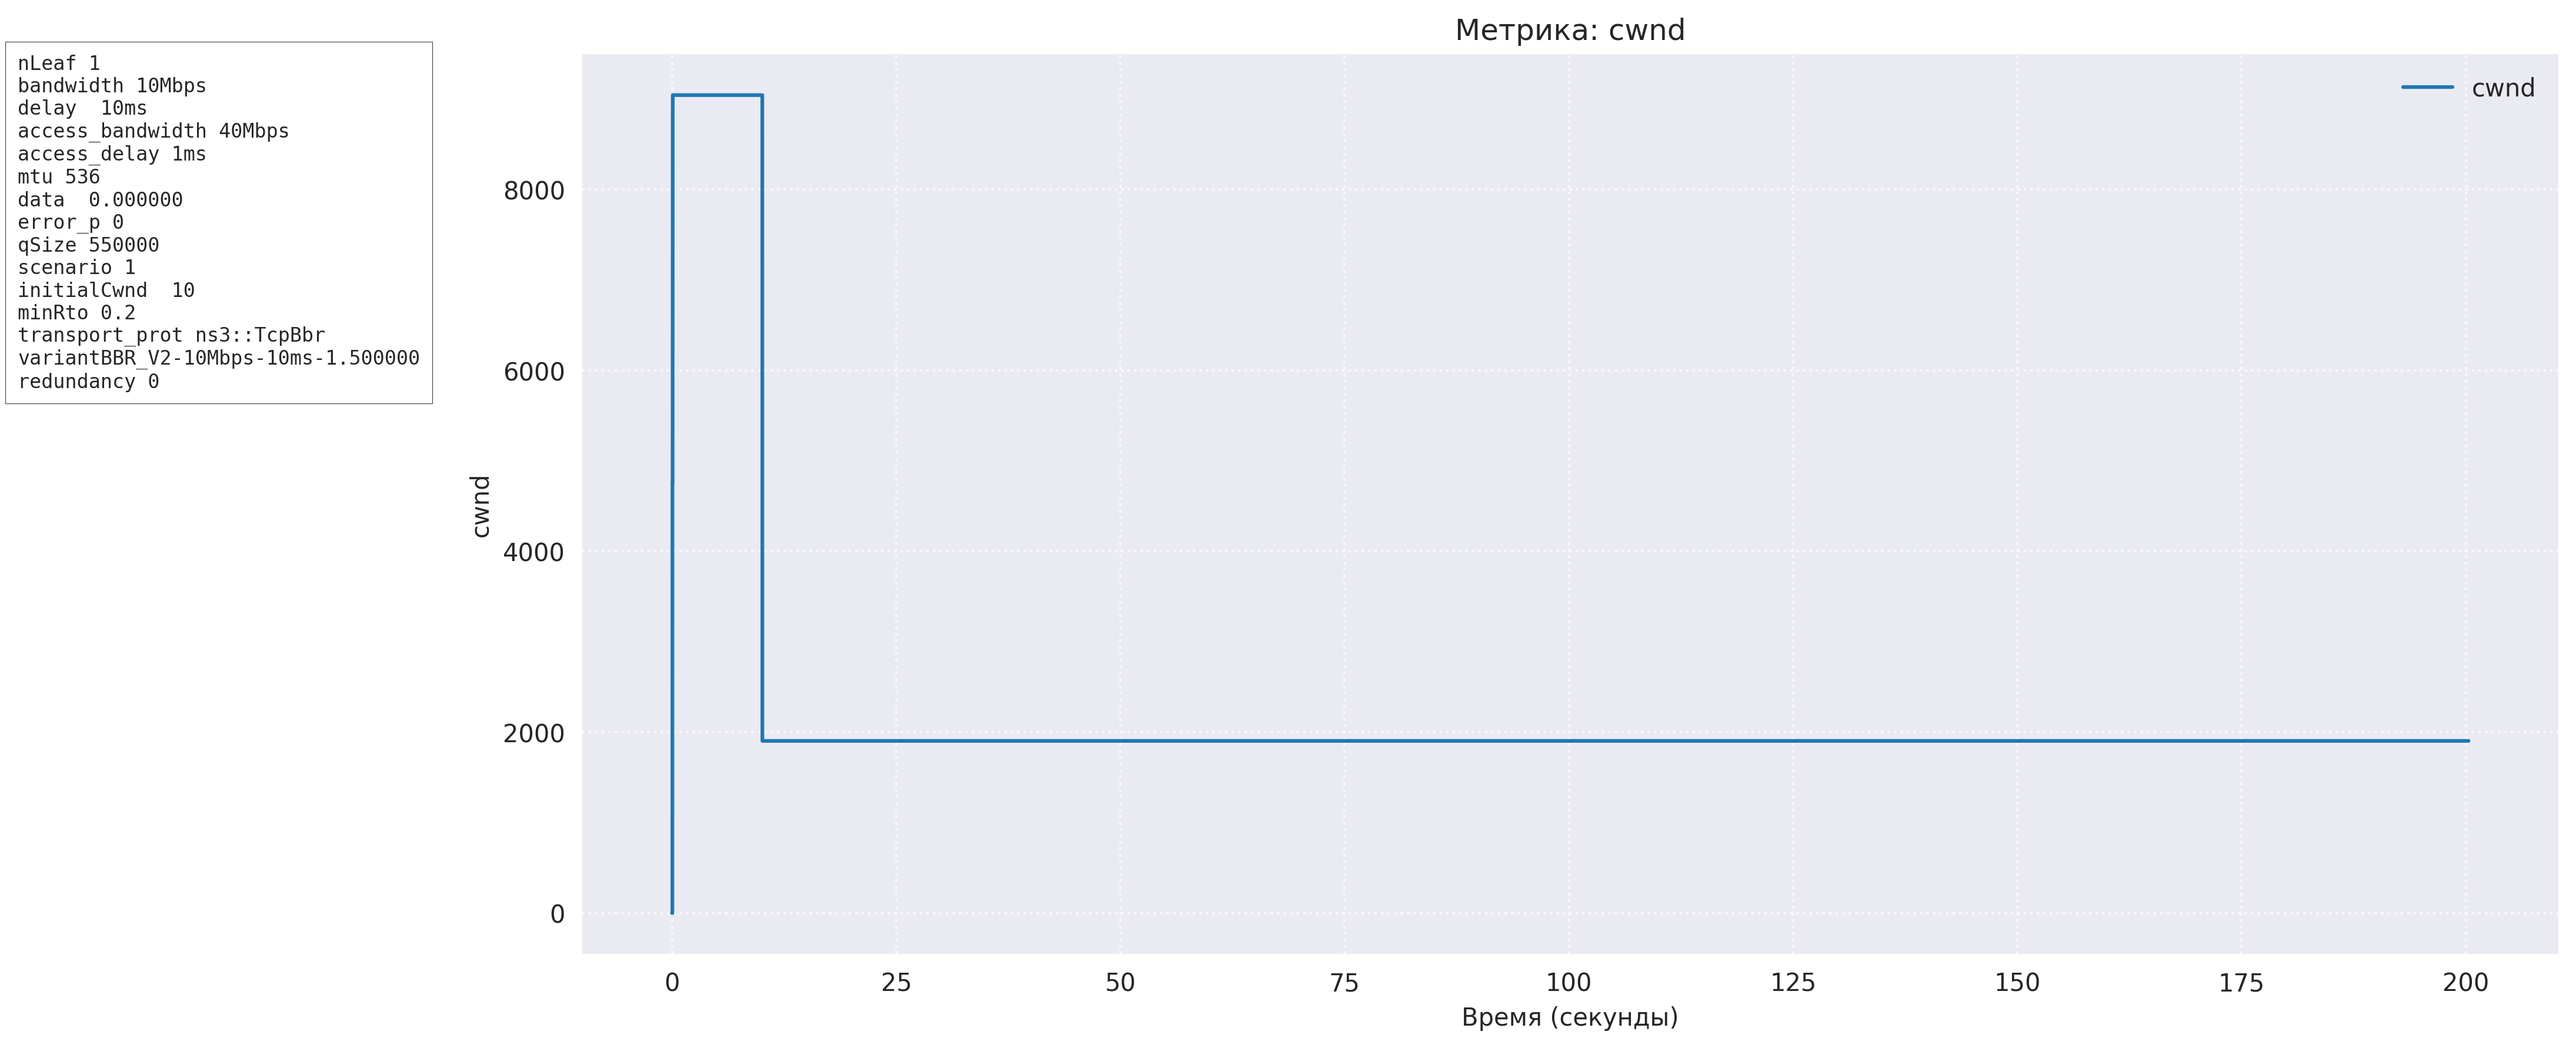 Метрика: cwnd
nLeaf 1
bandwidth 10Mbps
delay  10ms
access_bandwidth 40Mbps
access_delay 1ms
mtu 536
data  0.000000
error_p 0
qSize 550000
scenario 1
initialCwnd  10
minRto 0.2
transport_prot ns3::TcpBbr
variantBBR_V2-10Mbps-10ms-1.500000
redundancy 0
cwnd
cwnd
8000
6000
4000
2000
0
0 25 50 75 100 125 150 175 200
Время (секунды)